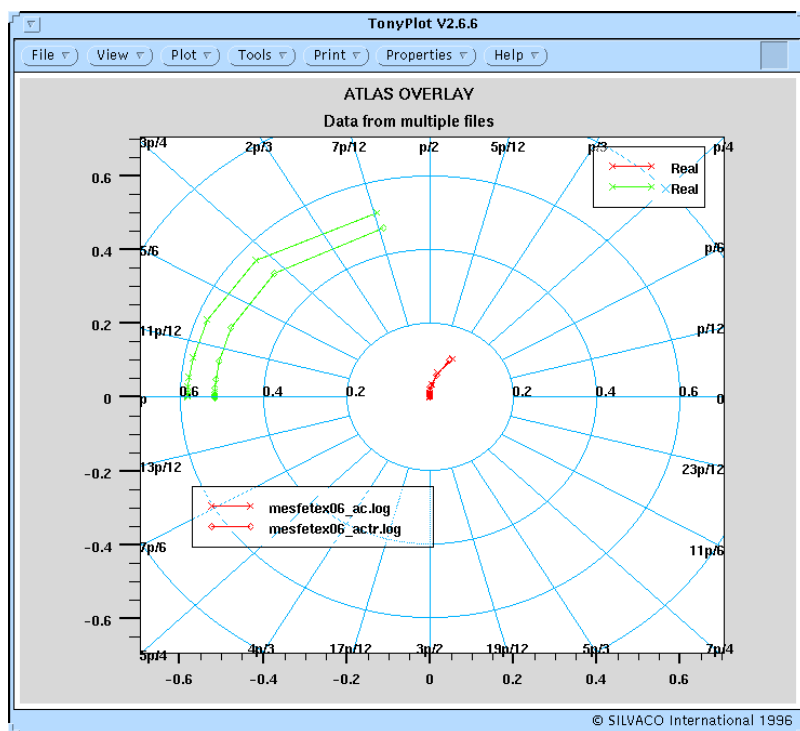 TonyPlot V2.6.6
File View Plot Tools Print Properties Help
ATLAS OVERLAY
Data from multiple files
3p/4 2p/3 7p/12 p/2 5p/12 p/3 p/4
Real
Real
0.6
0.4
5/6 p/6
0.2
11p/12 p/12
0 p 0.6 0.4 0.2 0.2 0.4 0.6 0
-0.2
13p/12 23p/12
mesfetex06_ac.log
mesfetex06_actr.log
-0.4
7p/6 11p/6
-0.6
5p/4 4p/3 17p/12 3p/2 19p/12 5p/3 7p/4
-0.6 -0.4 -0.2 0 0.2 0.4 0.6
© SILVACO International 1996